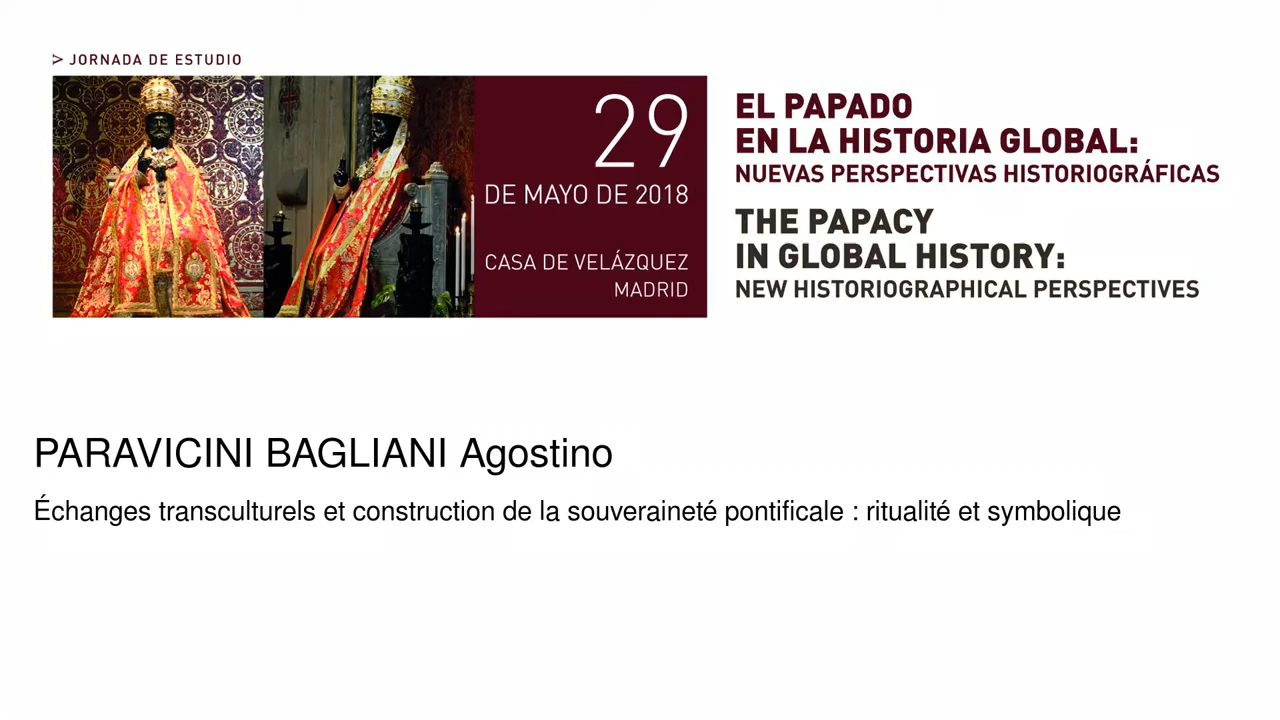 > JORNADA DE ESTUDIO
29
DE MAYO DE 2018
CASA DE VELÁZQUEZ
MADRID
EL PAPADO
EN LA HISTORIA GLOBAL:
NUEVAS PERSPECTIVAS HISTORIOGRÁFICAS
THE PAPACY
IN GLOBAL HISTORY:
NEW HISTORIOGRAPHICAL PERSPECTIVES
PARAVICINI BAGLIANI Agostino
Échanges transculturels et construction de la souveraineté pontificale : ritualité et symbolique